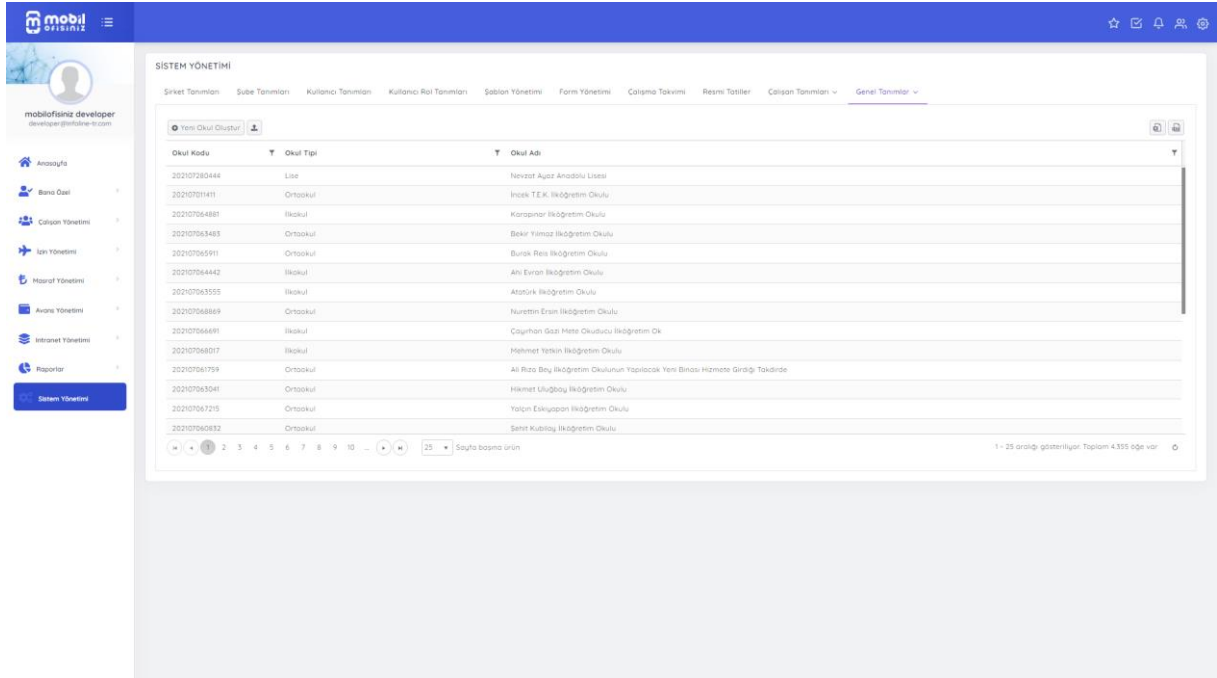 mobil
OFİSİNİZ
mobilofisiniz developer
developer@infoline-tr.com
Anasayfa
Bana Özel
Çalışan Yönetimi
İzin Yönetimi
Masraf Yönetimi
Avans Yönetimi
Intranet Yönetimi
Raporlar
Sistem Yönetimi
SİSTEM YÖNETİMİ
Şirket Tanımları Şube Tanımları Kullanıcı Tanımları Kullanıcı Rol Tanımları Şablon Yönetimi Form Yönetimi Çalışma Takvimi Resmi Tatiller Çalışan Tanımları Genel Tanımlar
Yeni Okul Oluştur
Okul Kodu Okul Tipi Okul Adı
202107280444 Lise Nevzat Ayaz Anadolu Lisesi
202107011411 Ortaokul İncek T.E.K. İlköğretim Okulu
202107064881 İlkokul Karapınar İlköğretim Okulu
202107063483 Ortaokul Bekir Yılmaz İlköğretim Okulu
202107065911 Ortaokul Burak Reis İlköğretim Okulu
202107064442 İlkokul Ahi Evran İlköğretim Okulu
202107063555 İlkokul Atatürk İlköğretim Okulu
202107068869 Ortaokul Nurettin Ersin İlköğretim Okulu
202107066691 İlkokul Çayırhan Gazi Mete Okuducu İlköğretim Ok
202107068017 İlkokul Mehmet Yetkin İlköğretim Okulu
202107061759 Ortaokul Ali Rıza Bey İlköğretim Okulunun Yapılacak Yeni Binası Hizmete Girdiği Takdirde
202107063041 Ortaokul Hikmet Uluğbay İlköğretim Okulu
202107067215 Ortaokul Yalçın Eskiyapan İlköğretim Okulu
202107060832 Ortaokul Şehit Kubilay İlköğretim Okulu
1 2 3 4 5 6 7 8 9 10 ... 25 Sayfa başına ürün 1 - 25 aralığı gösteriliyor. Toplam 4.355 öğe var